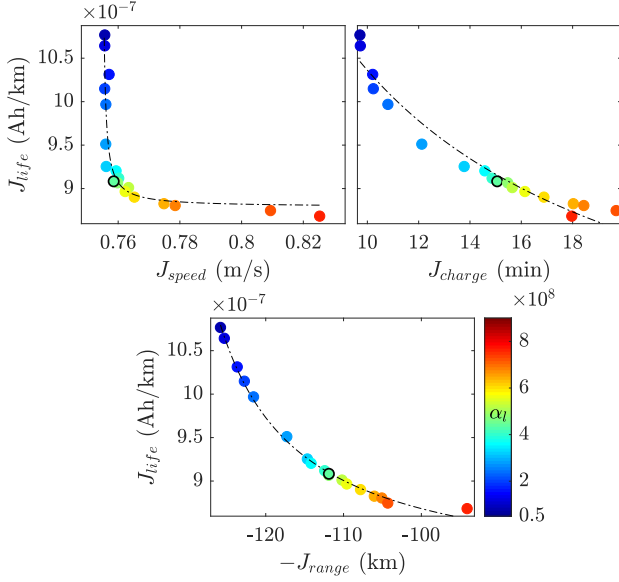 ×10⁻⁷
10.5
10
9.5
9
J_life (Ah/km)
0.76 0.78 0.8 0.82
J_speed (m/s)
10 12 14 16 18
J_charge (min)
×10⁻⁷
10.5
10
9.5
9
J_life (Ah/km)
-120 -110 -100
−J_range (km)
×10⁸
8
6
α_l
4
2
0.5